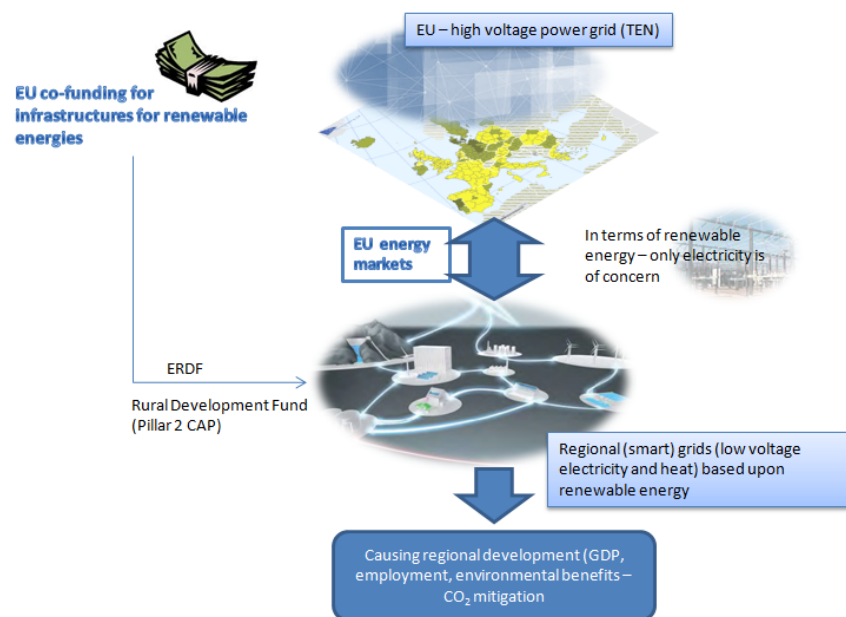 EU – high voltage power grid (TEN)
EU co-funding for
infrastructures for renewable
energies
EU energy
markets
In terms of renewable
energy – only electricity is
of concern
ERDF
Rural Development Fund
(Pillar 2 CAP)
Regional (smart) grids (low voltage
electricity and heat) based upon
renewable energy
Causing regional development (GDP,
employment, environmental benefits –
CO₂ mitigation